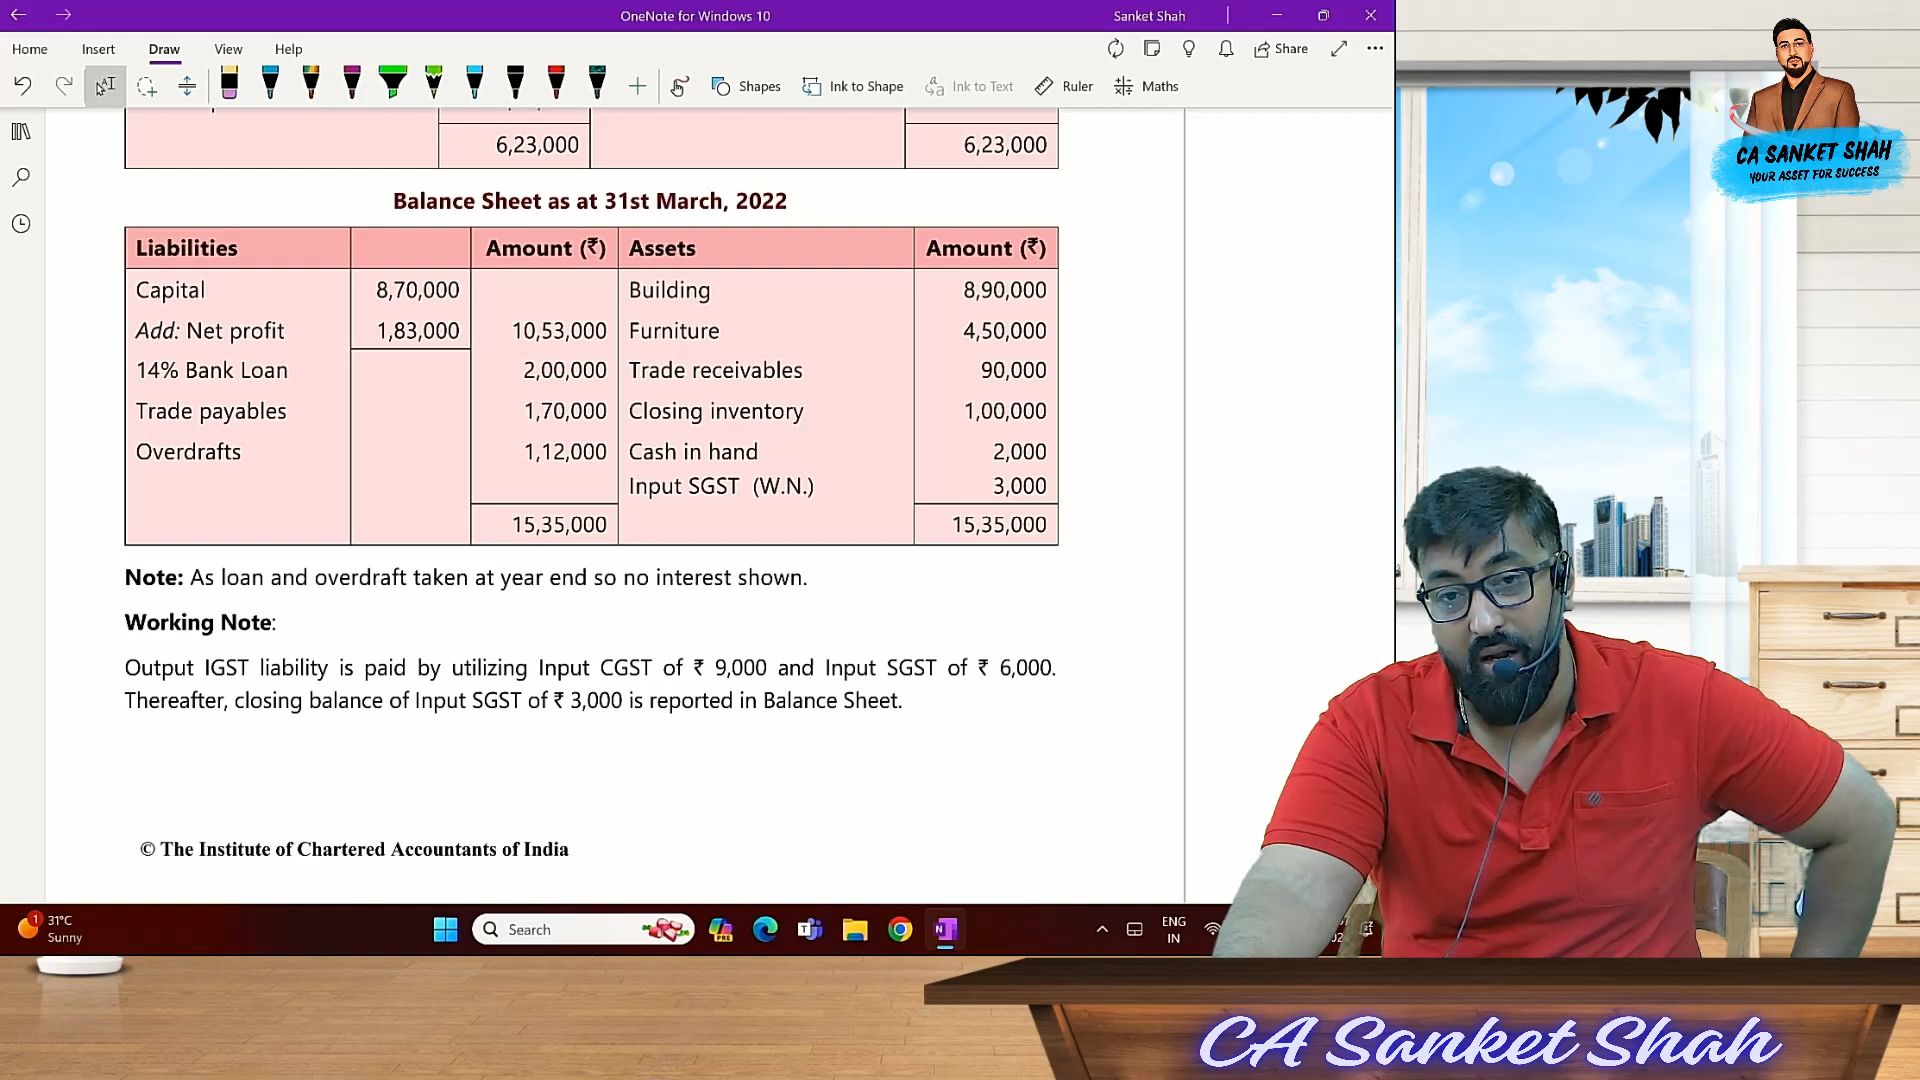 OneNote for Windows 10
Sanket Shah
Home Insert Draw View Help
Share
Shapes Ink to Shape Ink to Text Ruler Maths
6,23,000 6,23,000
Balance Sheet as at 31st March, 2022
Liabilities Amount (₹) Assets Amount (₹)
Capital 8,70,000 Building 8,90,000
Add: Net profit 1,83,000 10,53,000 Furniture 4,50,000
14% Bank Loan 2,00,000 Trade receivables 90,000
Trade payables 1,70,000 Closing inventory 1,00,000
Overdrafts 1,12,000 Cash in hand 2,000
Input SGST (W.N.) 3,000
15,35,000 15,35,000
Note: As loan and overdraft taken at year end so no interest shown.
Working Note:
Output IGST liability is paid by utilizing Input CGST of ₹ 9,000 and Input SGST of ₹ 6,000.
Thereafter, closing balance of Input SGST of ₹ 3,000 is reported in Balance Sheet.
© The Institute of Chartered Accountants of India
1
31°C
Sunny
Search
PRE
ENG
IN
CA SANKET SHAH
YOUR ASSET FOR SUCCESS
CA Sanket Shah